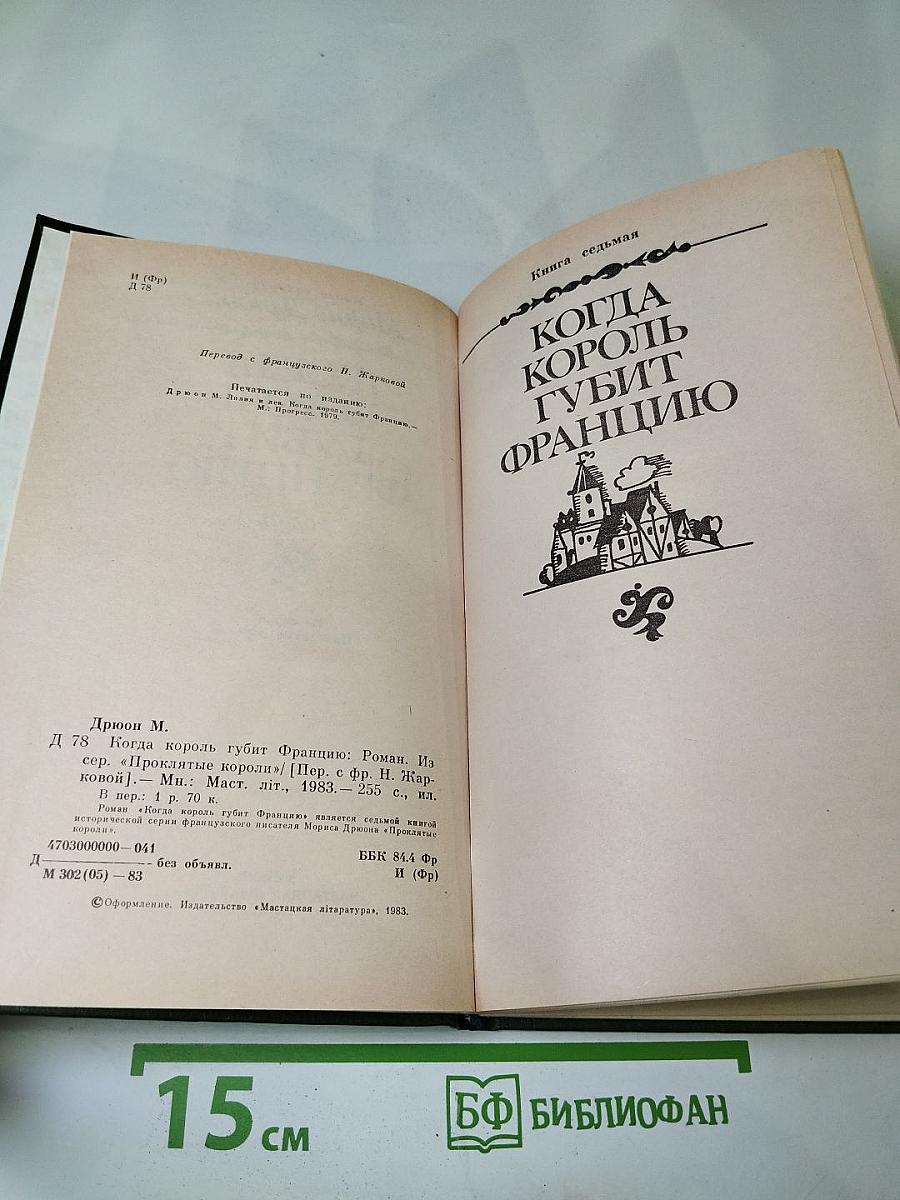 И (Фр)
Д 78
Перевод с французского Н. Жарковой
Печатается по изданию:
Дрюон М. Лилия и лев. Когда король губит Францию.—
М.: Прогресс. 1979.
Дрюон М.
Д 78 Когда король губит Францию: Роман. Из
сер. «Проклятые короли»/ [Пер. с фр. Н. Жар-
ковой].— Мн.: Маст. літ., 1983.— 255 с., ил.
В пер.: 1 р. 70 к.
Роман «Когда король губит Францию» является седьмой книгой
исторической серии французского писателя Мориса Дрюона «Проклятые
короли».
4703000000—041
Д без объявл.
М 302(05)—83
ББК 84.4 Фр
И (Фр)
© Оформление. Издательство «Мастацкая літаратура», 1983.
Книга седьмая
КОГДА
КОРОЛЬ
ГУБИТ
ФРАНЦИЮ
15 см
БФ БИБЛИОФАН